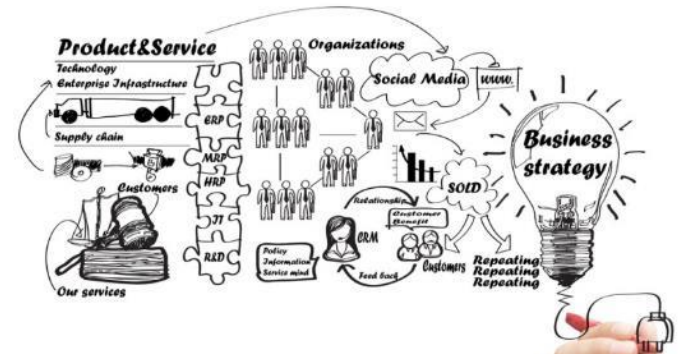 Product&Service
Technology
Enterprise Infrastructure
Supply chain
Customers
Our services
ERP
MRP
HRP
IT
R&D
Organizations
Social Media
www.
SOLD
Relationship
Customer
Benefit
CRM
Policy
Information
Service mind
Feed back
Customers
Business
strategy
Repeating
Repeating
Repeating